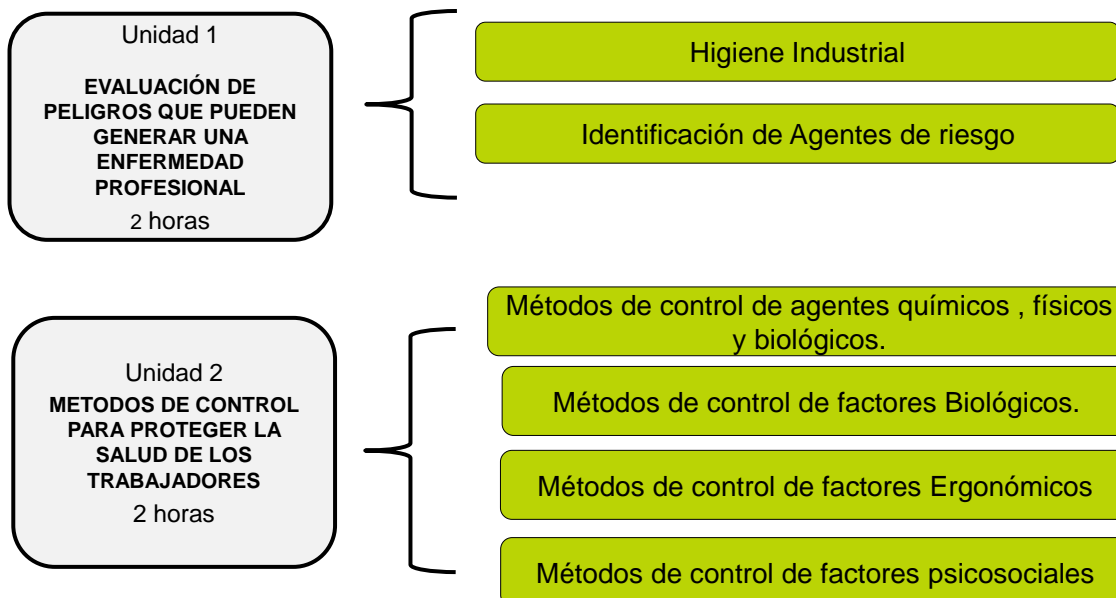 Unidad 1
EVALUACIÓN DE
PELIGROS QUE PUEDEN
GENERAR UNA
ENFERMEDAD
PROFESIONAL
2 horas
Higiene Industrial
Identificación de Agentes de riesgo
Unidad 2
METODOS DE CONTROL
PARA PROTEGER LA
SALUD DE LOS
TRABAJADORES
2 horas
Métodos de control de agentes químicos , físicos
y biológicos.
Métodos de control de factores Biológicos.
Métodos de control de factores Ergonómicos
Métodos de control de factores psicosociales